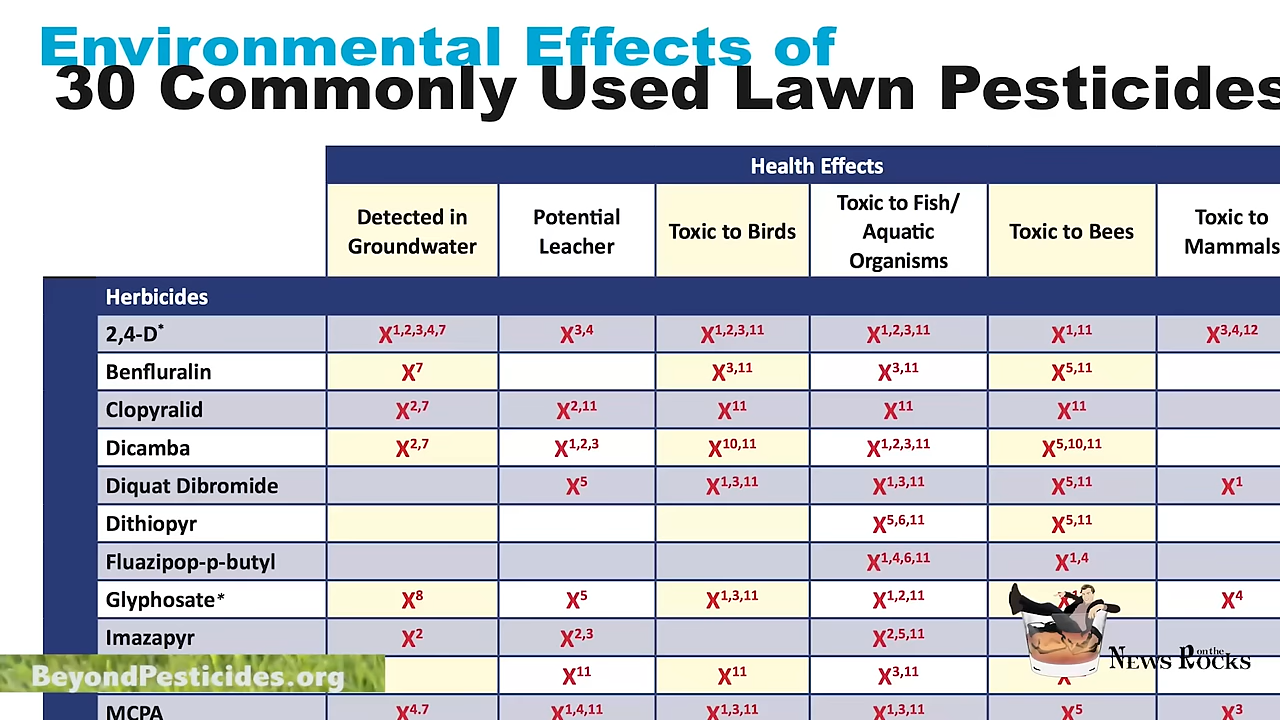 Environmental Effects of
30 Commonly Used Lawn Pesticides
Health Effects
Detected in Groundwater
Potential Leacher
Toxic to Birds
Toxic to Fish/ Aquatic Organisms
Toxic to Bees
Toxic to Mammals
Herbicides
2,4-D* X1,2,3,4,7 X3,4 X1,2,3,11 X1,2,3,11 X1,11 X3,4,12
Benfluralin X7 X3,11 X3,11 X5,11
Clopyralid X2,7 X2,11 X11 X11 X11
Dicamba X2,7 X1,2,3 X10,11 X1,2,3,11 X5,10,11
Diquat Dibromide X5 X1,3,11 X1,3,11 X5,11 X1
Dithiopyr X5,6,11 X5,11
Fluazipop-p-butyl X1,4,6,11 X1,4
Glyphosate* X8 X5 X1,3,11 X1,2,11 X4
Imazapyr X2 X2,3 X2,5,11
X11 X11 X3,11
MCPA X4.7 X1,4,11 X1,3,11 X1,3,11 X5 X3
BeyondPesticides.org
News on the Rocks